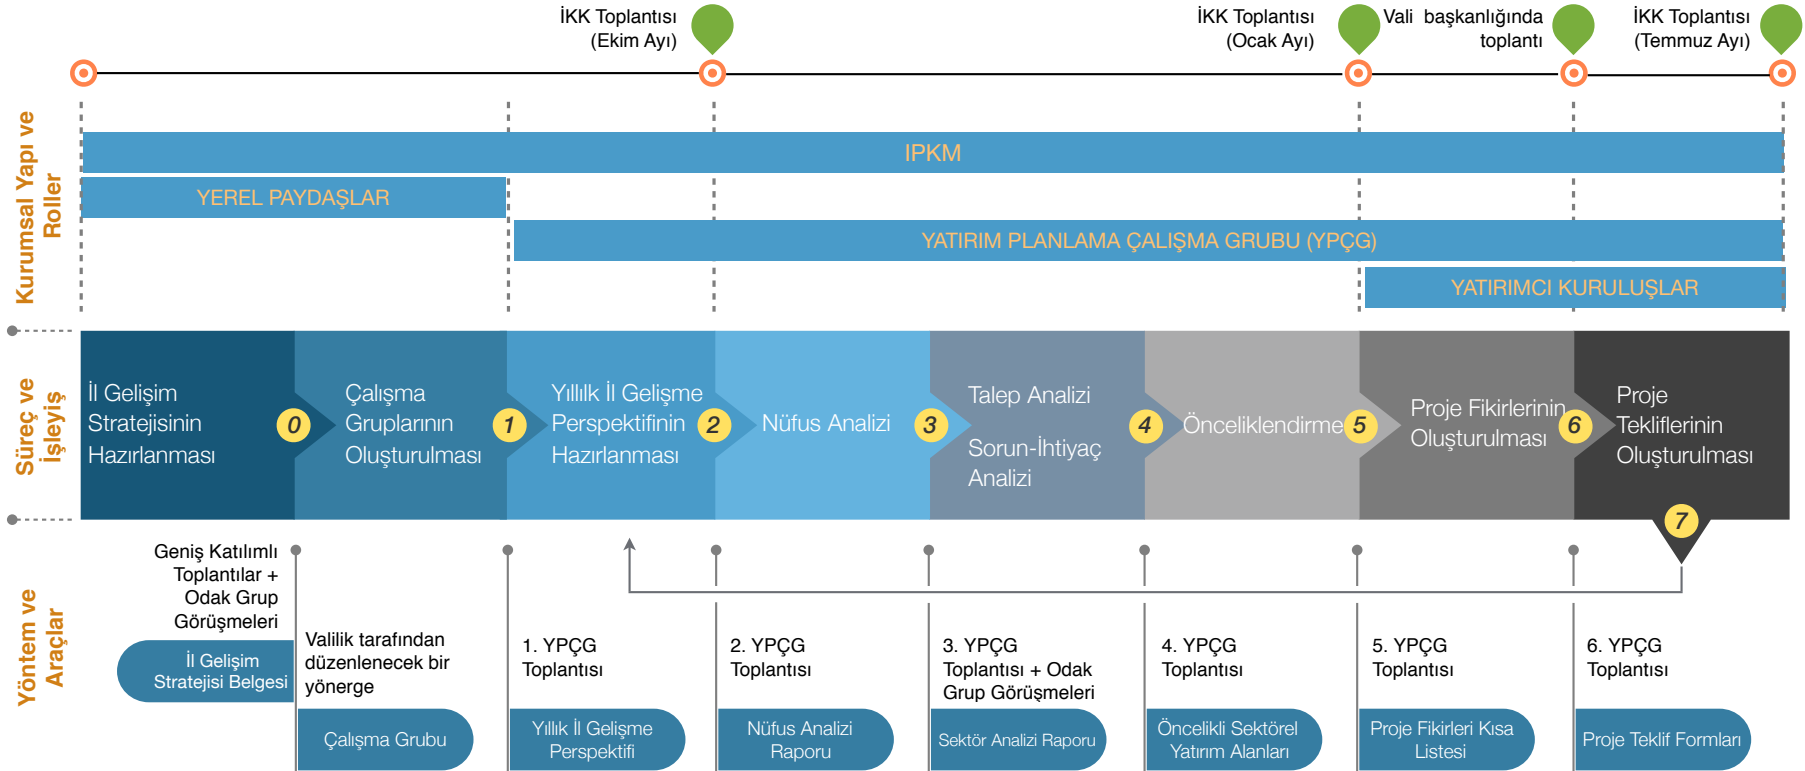 İKK Toplantısı
(Ekim Ayı)
İKK Toplantısı
(Ocak Ayı)
Vali başkanlığında
toplantı
İKK Toplantısı
(Temmuz Ayı)
Kurumsal Yapı ve
Roller
IPKM
YEREL PAYDAŞLAR
YATIRIM PLANLAMA ÇALIŞMA GRUBU (YPÇG)
YATIRIMCI KURULUŞLAR
Süreç ve
İşleyiş
İl Gelişim
Stratejisinin
Hazırlanması
0
Çalışma
Gruplarının
Oluşturulması
1
Yıllılk İl Gelişme
Perspektifinin
Hazırlanması
2
Nüfus Analizi
3
Talep Analizi
Sorun-İhtiyaç
Analizi
4
Önceliklendirme
5
Proje Fikirlerinin
Oluşturulması
6
Proje
Tekliflerinin
Oluşturulması
7
Yöntem ve
Araçlar
Geniş Katılımlı
Toplantılar +
Odak Grup
Görüşmeleri
İl Gelişim
Stratejisi Belgesi
Valilik tarafından
düzenlenecek bir
yönerge
Çalışma Grubu
1. YPÇG
Toplantısı
Yıllık İl Gelişme
Perspektifi
2. YPÇG
Toplantısı
Nüfus Analizi
Raporu
3. YPÇG
Toplantısı + Odak
Grup Görüşmeleri
Sektör Analizi Raporu
4. YPÇG
Toplantısı
Öncelikli Sektörel
Yatırım Alanları
5. YPÇG
Toplantısı
Proje Fikirleri Kısa
Listesi
6. YPÇG
Toplantısı
Proje Teklif Formları